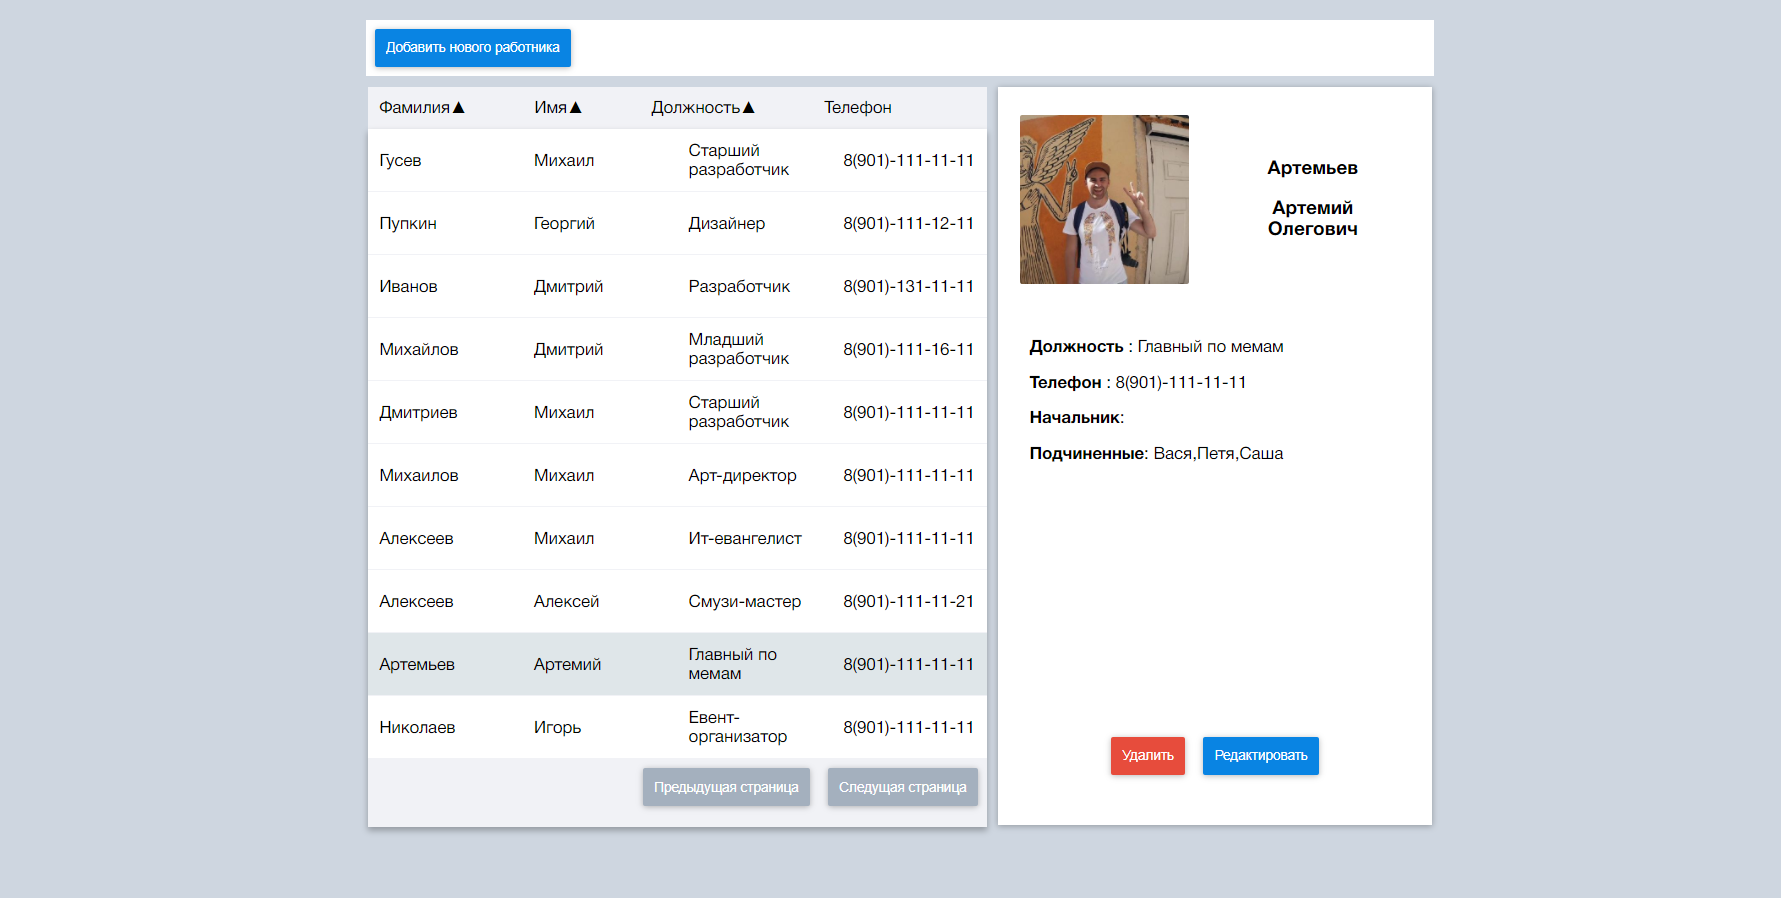 Добавить нового работника
Фамилия▲ Имя▲ Должность▲ Телефон
Гусев Михаил Старший разработчик 8(901)-111-11-11
Пупкин Георгий Дизайнер 8(901)-111-12-11
Иванов Дмитрий Разработчик 8(901)-131-11-11
Михайлов Дмитрий Младший разработчик 8(901)-111-16-11
Дмитриев Михаил Старший разработчик 8(901)-111-11-11
Михаилов Михаил Арт-директор 8(901)-111-11-11
Алексеев Михаил Ит-евангелист 8(901)-111-11-11
Алексеев Алексей Смузи-мастер 8(901)-111-11-21
Артемьев Артемий Главный по мемам 8(901)-111-11-11
Николаев Игорь Евент-организатор 8(901)-111-11-11
Предыдущая страница Следущая страница
Артемьев
Артемий
Олегович
Должность : Главный по мемам
Телефон : 8(901)-111-11-11
Начальник:
Подчиненные: Вася,Петя,Саша
Удалить Редактировать